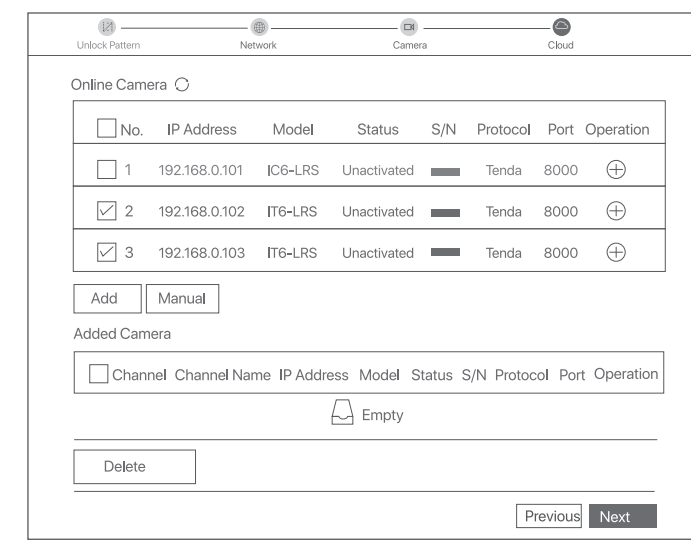 Unlock Pattern Network Camera Cloud
Online Camera
No. IP Address Model Status S/N Protocol Port Operation
1 192.168.0.101 IC6-LRS Unactivated Tenda 8000
2 192.168.0.102 IT6-LRS Unactivated Tenda 8000
3 192.168.0.103 IT6-LRS Unactivated Tenda 8000
Add Manual
Added Camera
Channel Channel Name IP Address Model Status S/N Protocol Port Operation
Empty
Delete
Previous Next